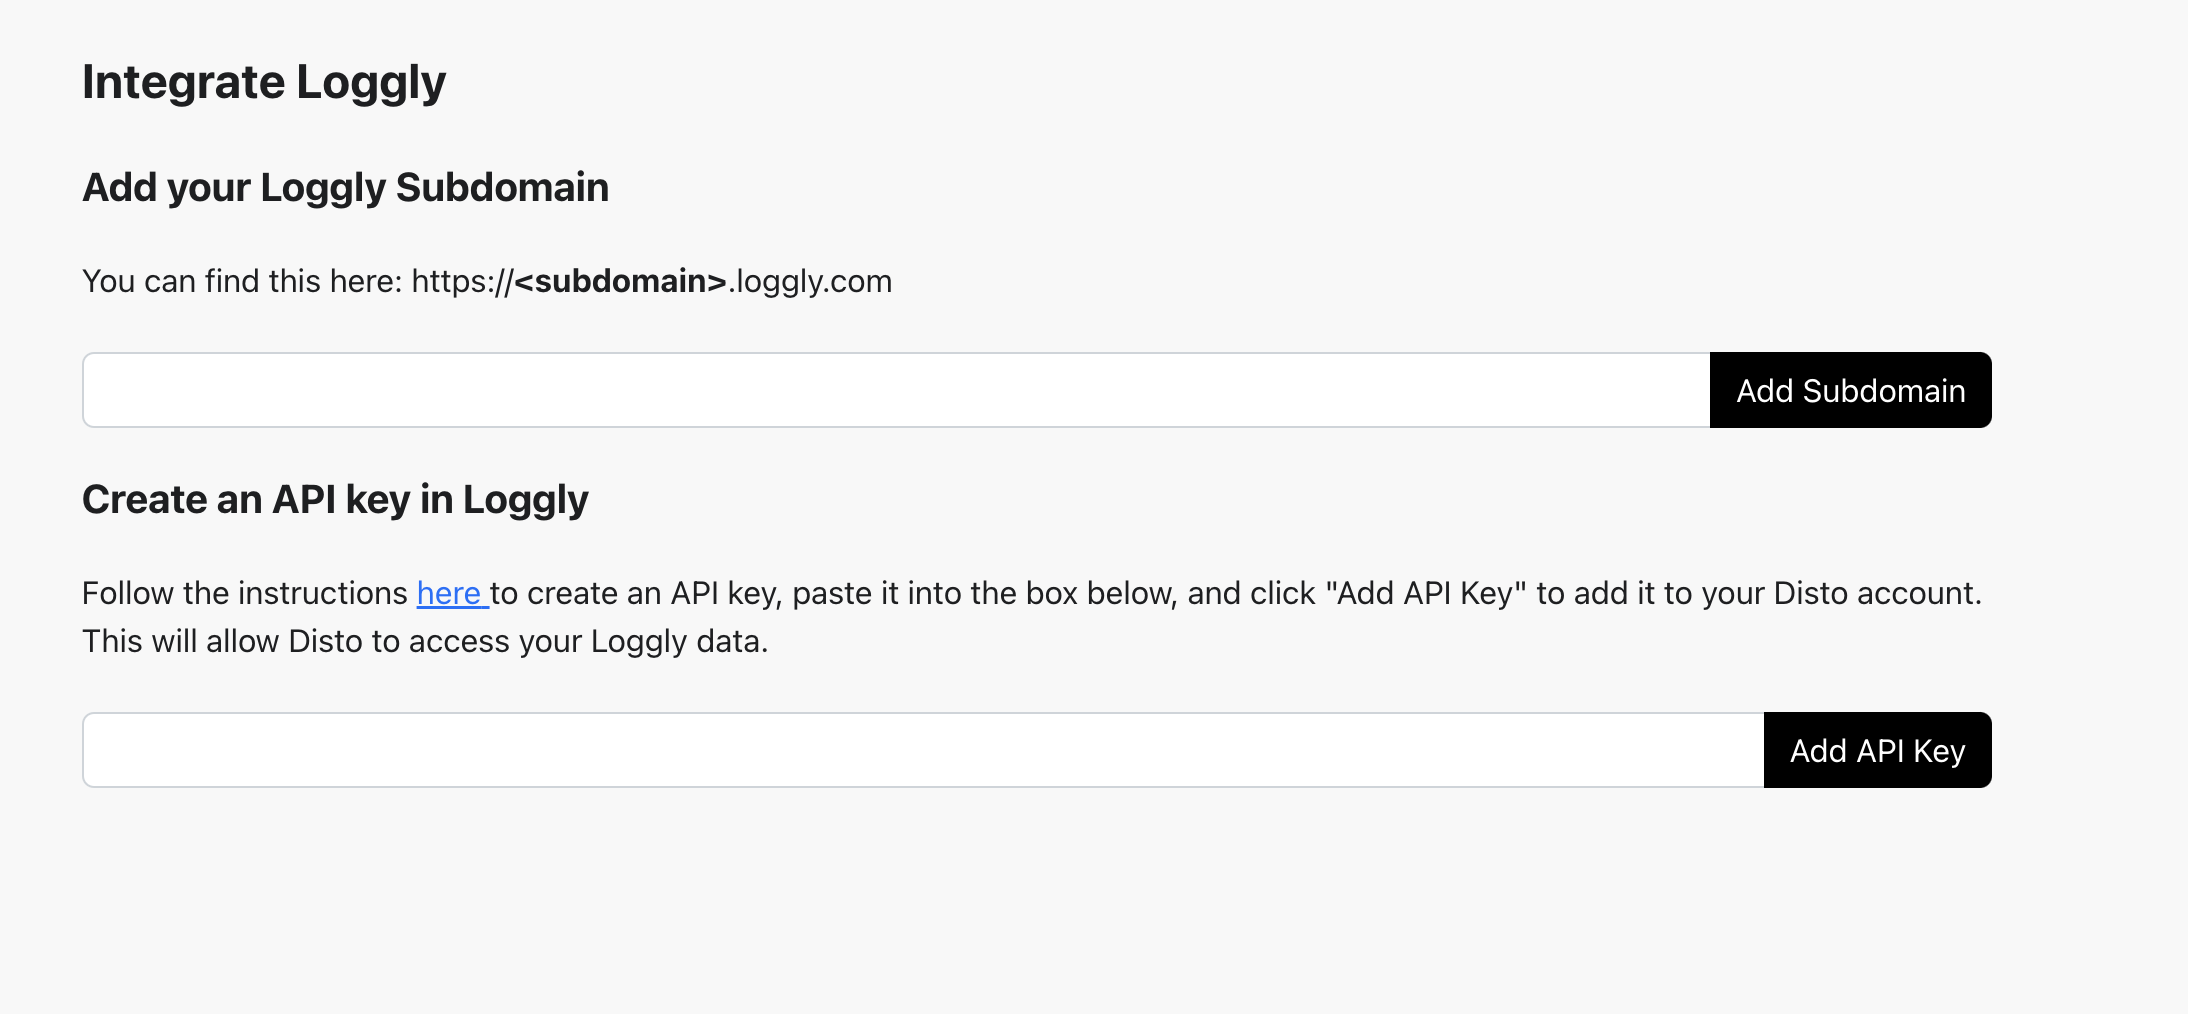 Integrate Loggly
Add your Loggly Subdomain
You can find this here: https://<subdomain>.loggly.com
Add Subdomain
Create an API key in Loggly
Follow the instructions here to create an API key, paste it into the box below, and click "Add API Key" to add it to your Disto account.
This will allow Disto to access your Loggly data.
Add API Key